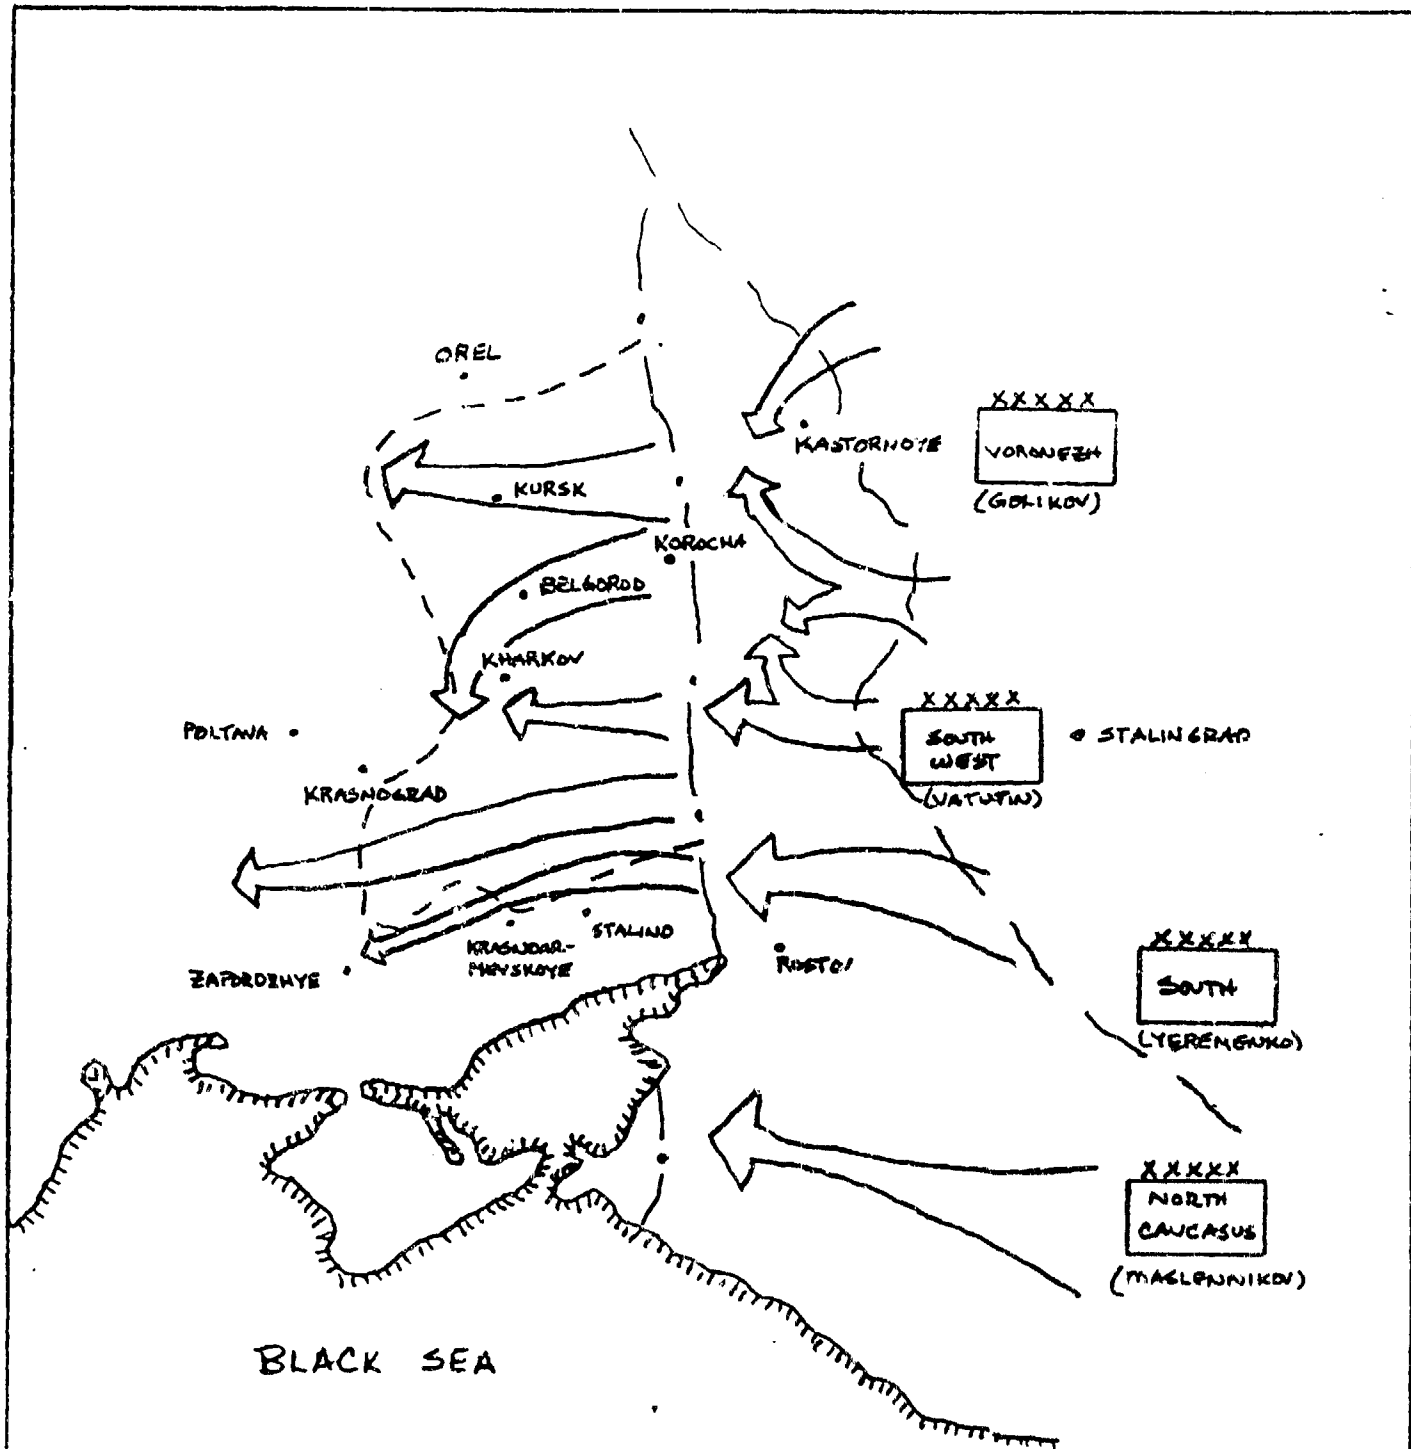 OREL
KASTORNOYE
XXXXX
VORONEZH
(GOLIKOV)
KURSK
KOROCHA
BELGOROD
KHARKOV
XXXXX
SOUTH
WEST
(VATUTIN)
STALINGRAD
POLTAVA
KRASNOGRAD
KRASNOAR-
MEYSKOYE
STALINO
ROSTOV
ZAPOROZHYE
XXXXX
SOUTH
(YEREMENKO)
XXXXX
NORTH
CAUCASUS
(MASLENNIKOV)
BLACK SEA